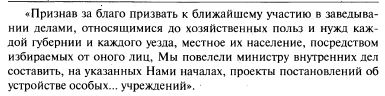 «Признав за благо призвать к ближайшему участию в заведыва-
нии делами, относящимися до хозяйственных польз и нужд каж-
дой губернии и каждого уезда, местное их население, посредством
избираемых от оного лиц, Мы повелели министру внутренних дел
составить, на указанных Нами началах, проекты постановлений об
устройстве особых... учреждений».